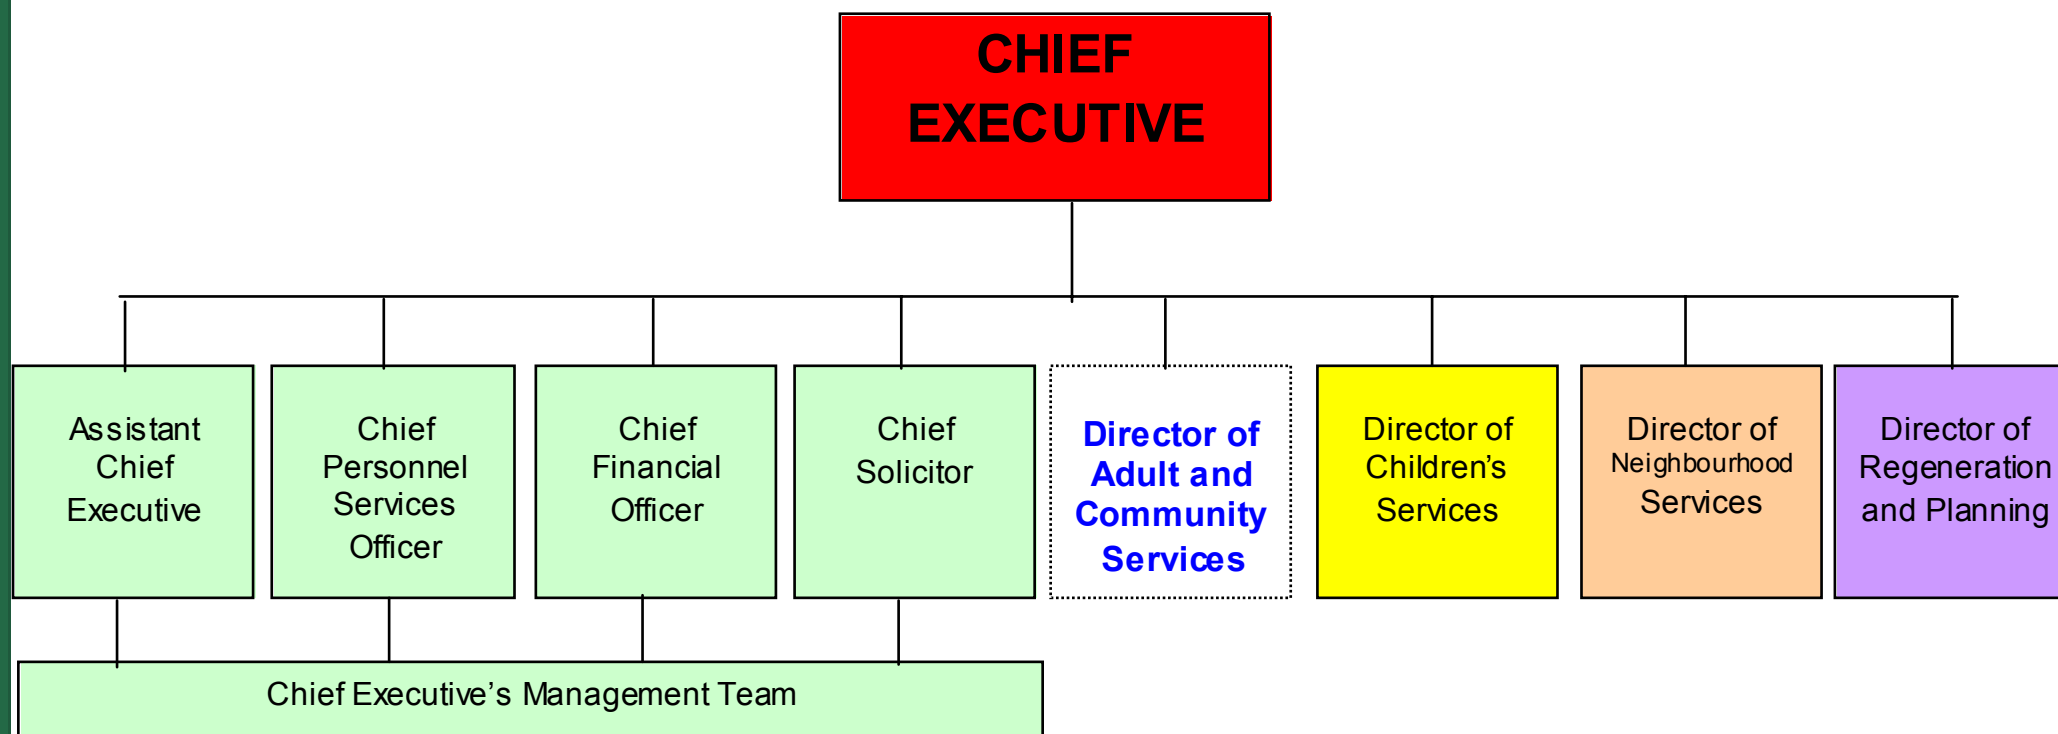 CHIEF
EXECUTIVE
Assistant
Chief
Executive
Chief
Personnel
Services
Officer
Chief
Financial
Officer
Chief
Solicitor
Director of
Adult and
Community
Services
Director of
Children’s
Services
Director of
Neighbourhood
Services
Director of
Regeneration
and Planning
Chief Executive’s Management Team